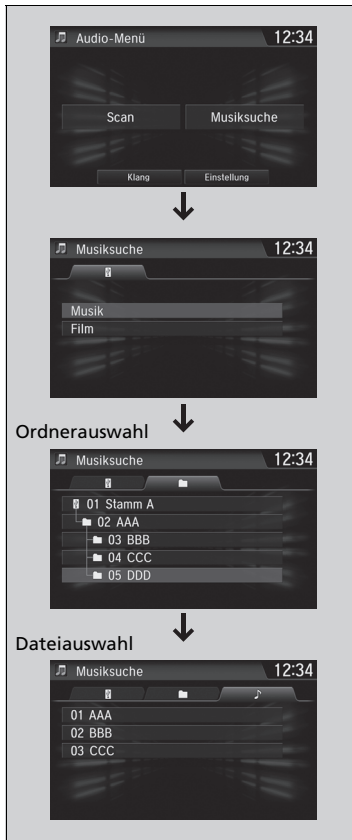 Audio-Menü 12:34
Scan Musiksuche
Klang Einstellung
Musiksuche 12:34
Musik
Film
Ordnerauswahl
Musiksuche 12:34
01 Stamm A
02 AAA
03 BBB
04 CCC
05 DDD
Dateiauswahl
Musiksuche 12:34
01 AAA
02 BBB
03 CCC